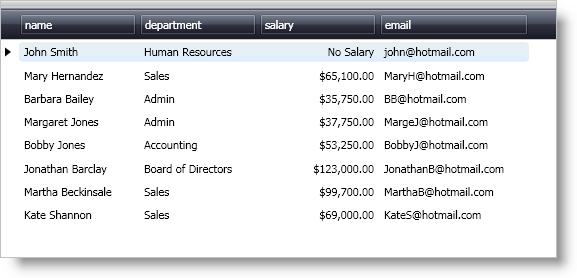 name department salary email
John Smith Human Resources No Salary john@hotmail.com
Mary Hernandez Sales $65,100.00 MaryH@hotmail.com
Barbara Bailey Admin $35,750.00 BB@hotmail.com
Margaret Jones Admin $37,750.00 MargeJ@hotmail.com
Bobby Jones Accounting $53,250.00 BobbyJ@hotmail.com
Jonathan Barclay Board of Directors $123,000.00 JonathanB@hotmail.com
Martha Beckinsale Sales $99,700.00 MarthaB@hotmail.com
Kate Shannon Sales $69,000.00 KateS@hotmail.com